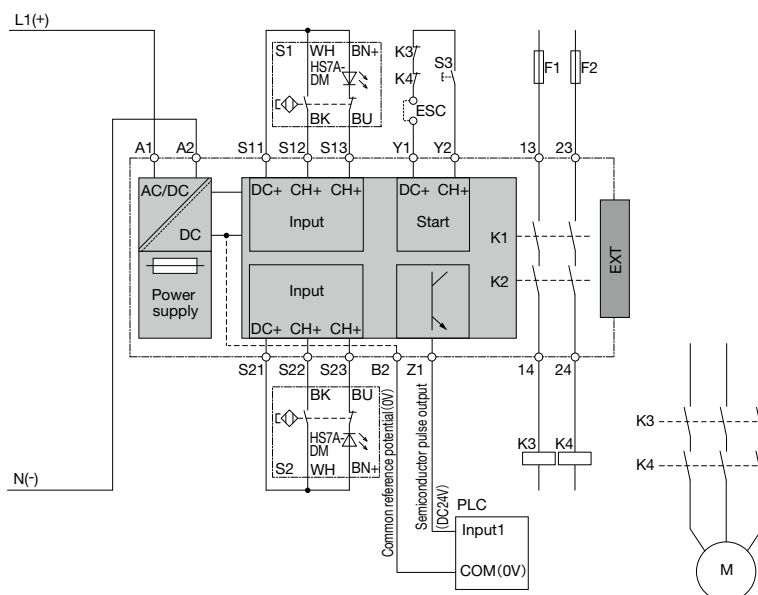 L1(+)
S1 WH BN+
HS7A-
DM
BK BU
K3
K4
S3
ESC
F1 F2
A1 A2 S11 S12 S13 Y1 Y2 13 23
AC/DC
DC
DC+ CH+ CH+
Input
DC+ CH+
Start
K1
K2
EXT
Power
supply
Input
DC+ CH+ CH+
S21 S22 S23 B2 Z1 14 24
BK BU
HS7A-
DM
S2 WH BN+
Common reference potential(0V)
Semiconductor pulse output
(DC24V)
K3 K4
K3
K4
N(-)
PLC
Input1
COM(0V)
M